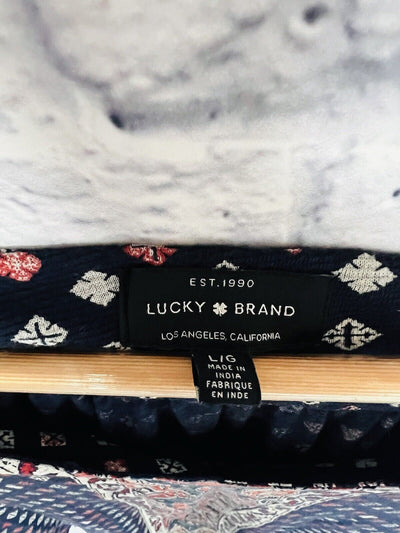 EST.1990
LUCKY BRAND
LOS ANGELES, CALIFORNIA
L/G
MADE IN
INDIA
FABRIQUE
EN INDE